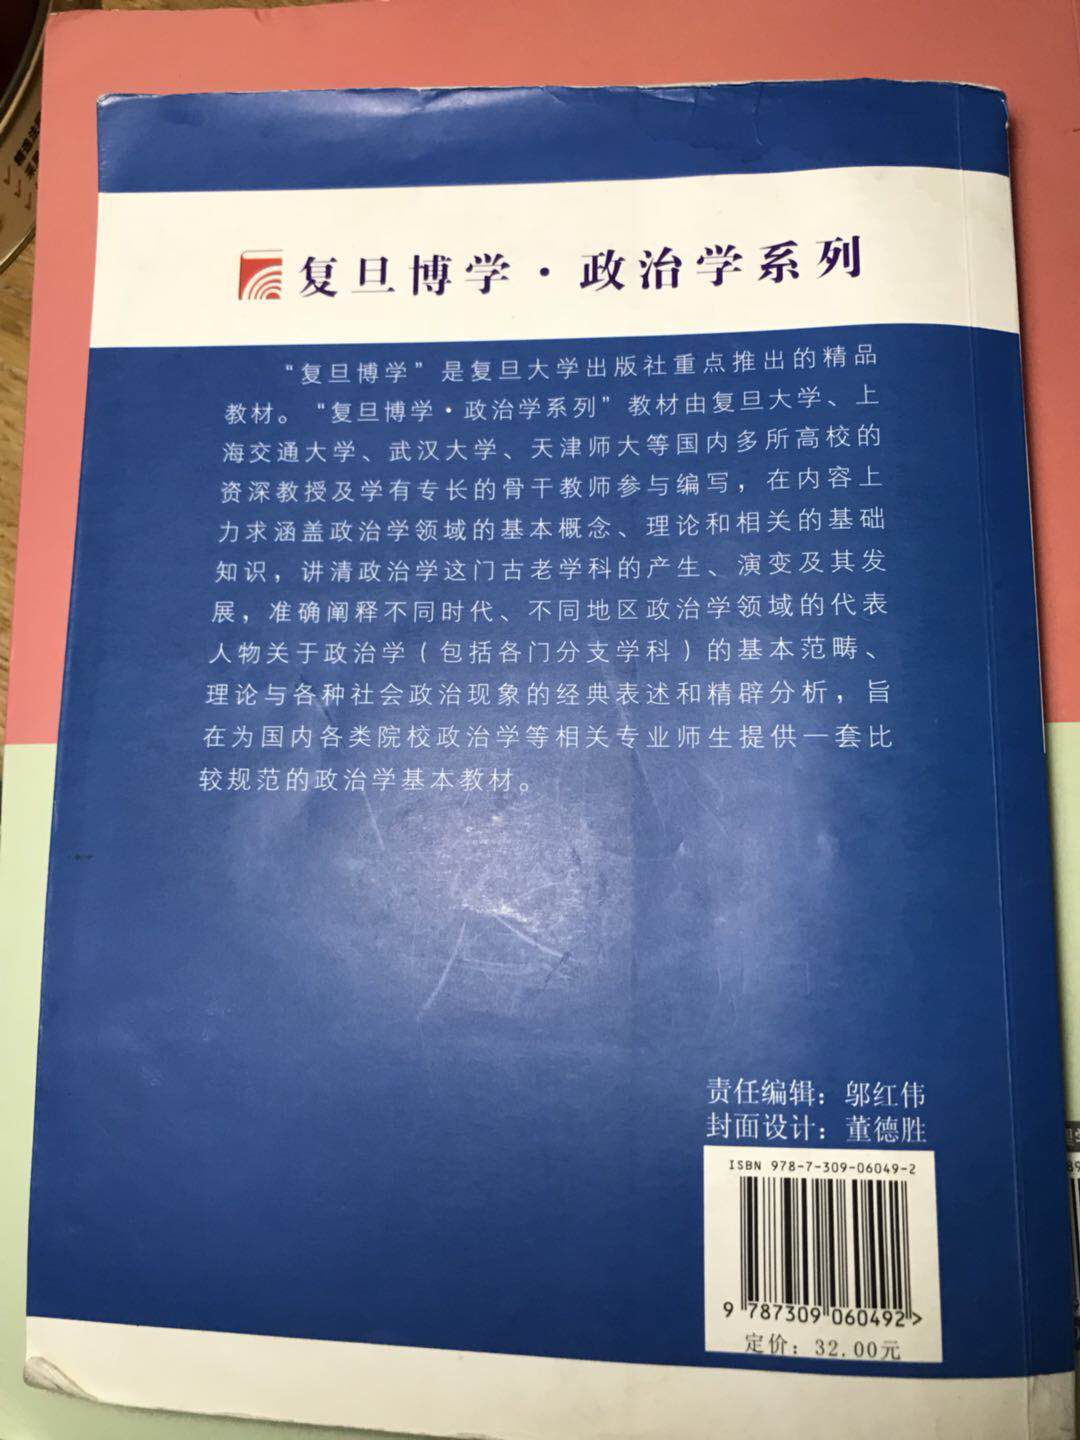 复旦博学·政治学系列
“复旦博学”是复旦大学出版社重点推出的精品
教材。“复旦博学·政治学系列”教材由复旦大学、上
海交通大学、武汉大学、天津师大等国内多所高校的
资深教授及学有专长的骨干教师参与编写，在内容上
力求涵盖政治学领域的基本概念、理论和相关的基础
知识，讲清政治学这门古老学科的产生、演变及其发
展，准确阐释不同时代、不同地区政治学领域的代表
人物关于政治学（包括各门分支学科）的基本范畴、
理论与各种社会政治现象的经典表述和精辟分析，旨
在为国内各类院校政治学等相关专业师生提供一套比
较规范的政治学基本教材。
责任编辑：邬红伟
封面设计：董德胜
ISBN 978-7-309-06049-2
9 787309 060492>
定价：32.00元